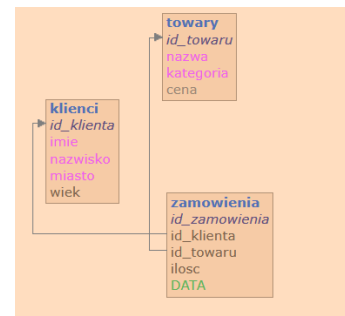 towary
id_towaru
nazwa
kategoria
cena
klienci
id_klienta
imie
nazwisko
miasto
wiek
zamowienia
id_zamowienia
id_klienta
id_towaru
ilosc
DATA